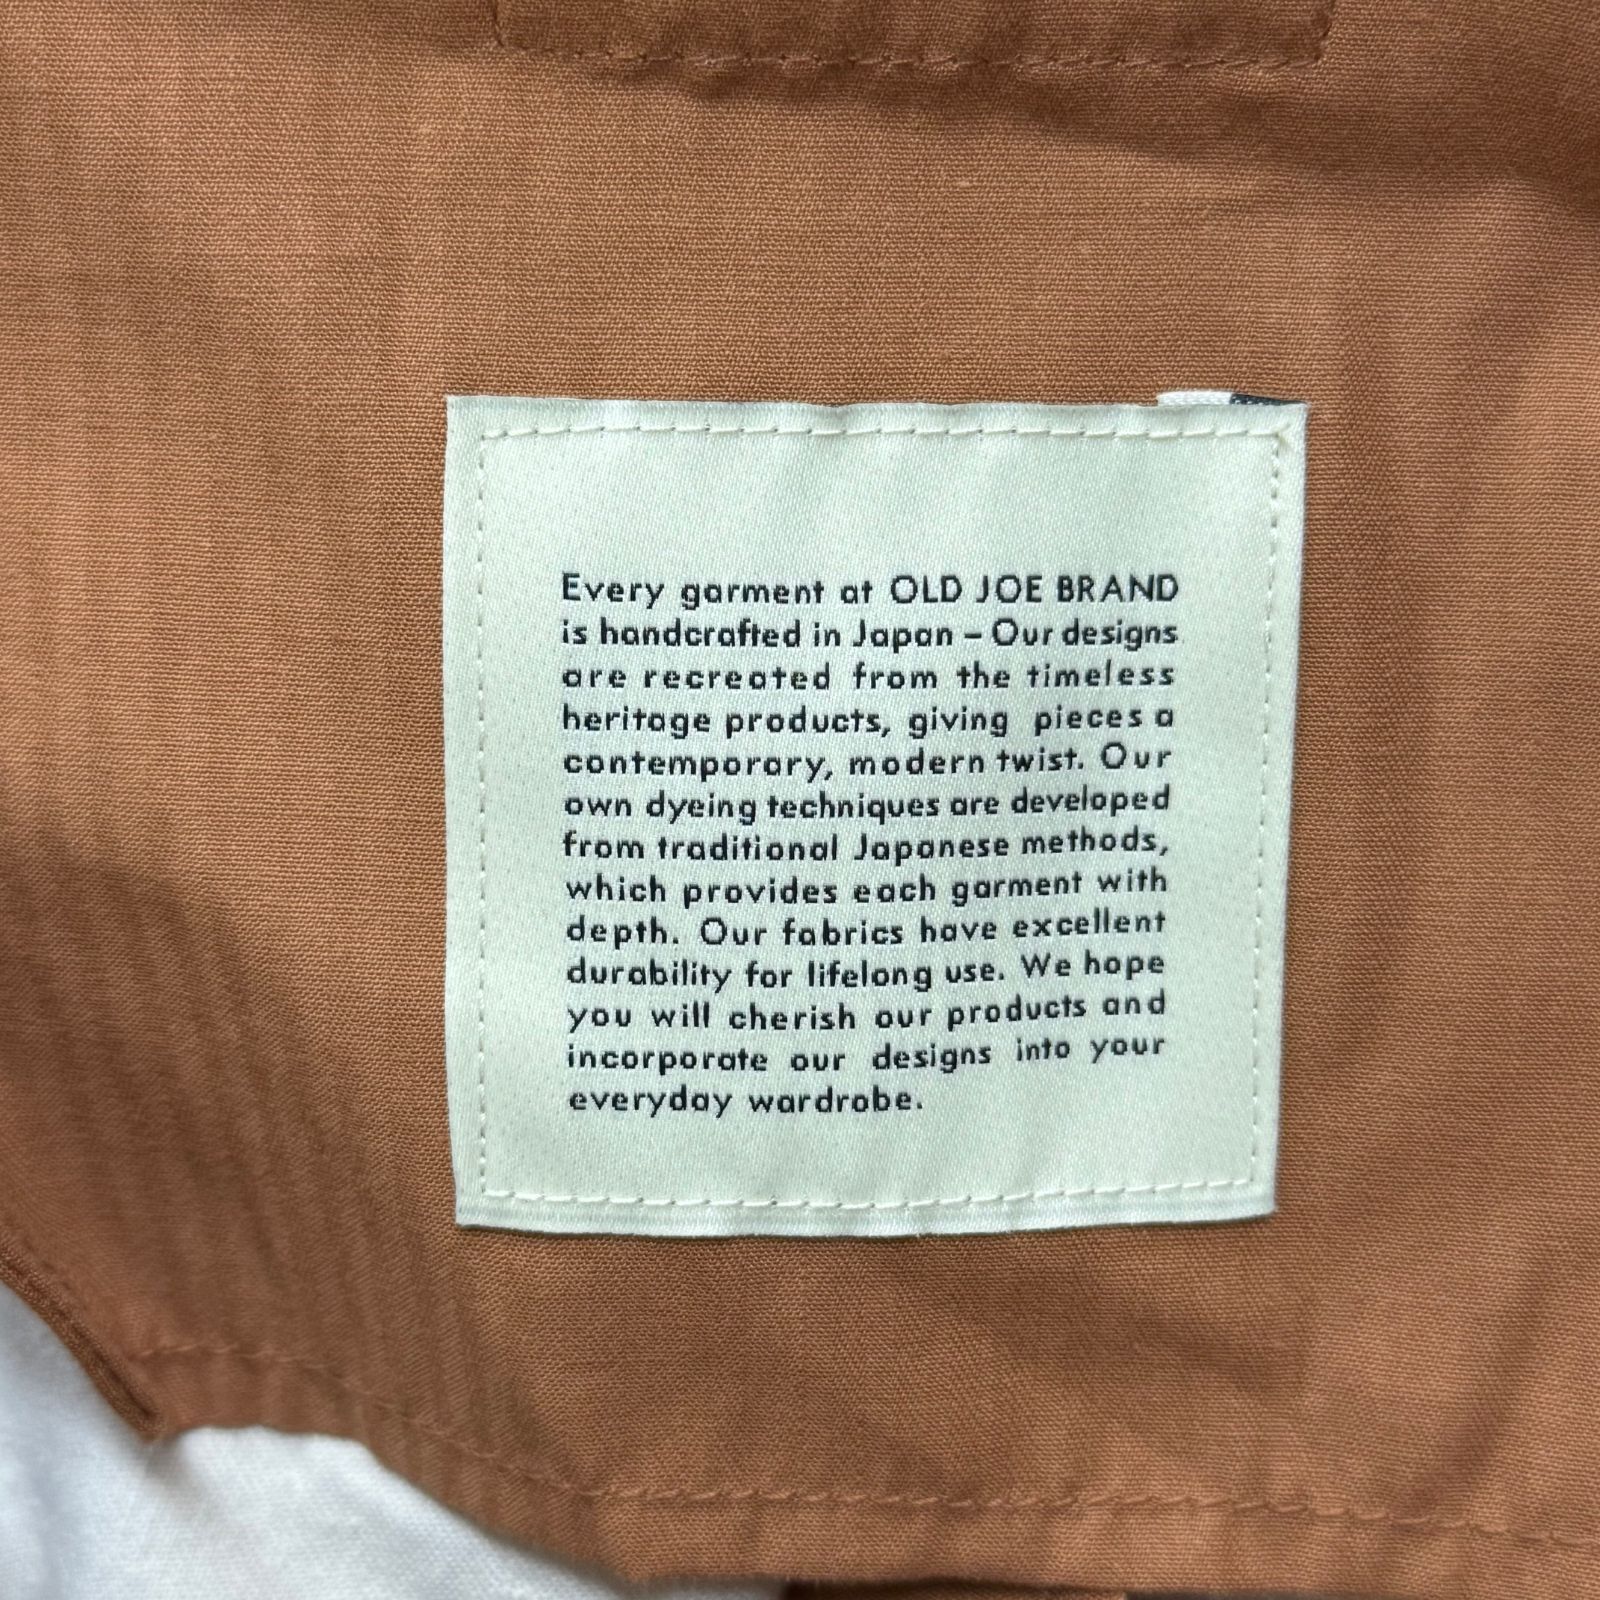 Every garment at OLD JOE BRAND
is handcrafted in Japan – Our designs
are recreated from the timeless
heritage products, giving pieces a
contemporary, modern twist. Our
own dyeing techniques are developed
from traditional Japanese methods,
which provides each garment with
depth. Our fabrics have excellent
durability for lifelong use. We hope
you will cherish our products and
incorporate our designs into your
everyday wardrobe.